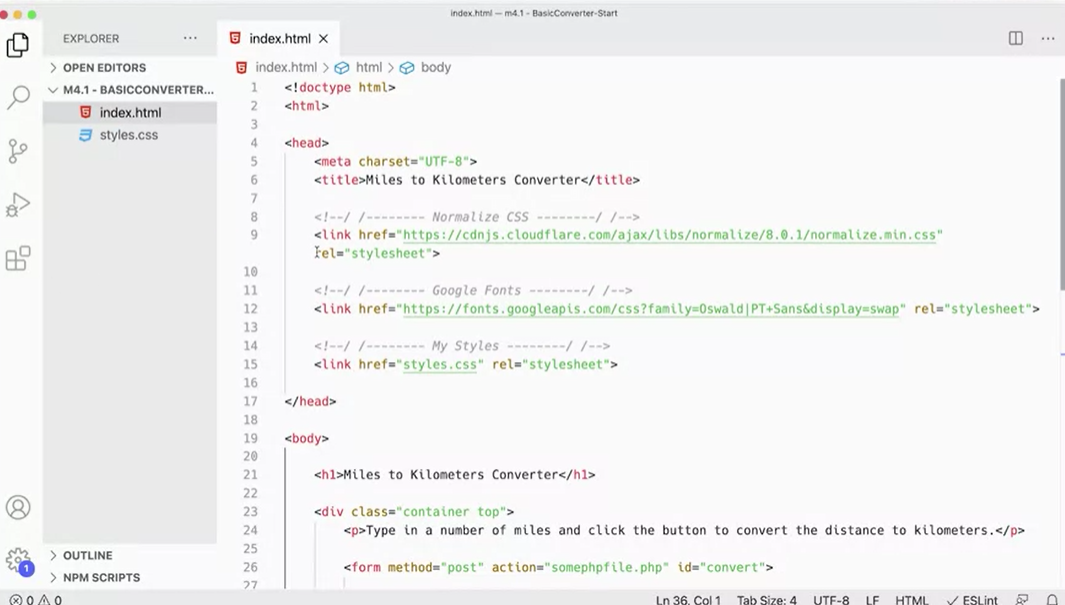 index.html — m4.1 - BasicConverter-Start
EXPLORER
index.html
OPEN EDITORS
M4.1 - BASICCONVERTER...
index.html
styles.css
OUTLINE
NPM SCRIPTS
index.html > html > body
1 <!doctype html>
2 <html>
3
4 <head>
5 <meta charset="UTF-8">
6 <title>Miles to Kilometers Converter</title>
7
8 <!--/ /-------- Normalize CSS --------/ /-->
9 <link href="https://cdnjs.cloudflare.com/ajax/libs/normalize/8.0.1/normalize.min.css"
rel="stylesheet">
10
11 <!--/ /-------- Google Fonts --------/ /-->
12 <link href="https://fonts.googleapis.com/css?family=Oswald|PT+Sans&display=swap" rel="stylesheet">
13
14 <!--/ /-------- My Styles --------/ /-->
15 <link href="styles.css" rel="stylesheet">
16
17 </head>
18
19 <body>
20
21 <h1>Miles to Kilometers Converter</h1>
22
23 <div class="container top">
24 <p>Type in a number of miles and click the button to convert the distance to kilometers.</p>
25
26 <form method="post" action="somephpfile.php" id="convert">
27
1
0 0
Ln 36, Col 1 Tab Size: 4 UTF-8 LF HTML ESLint